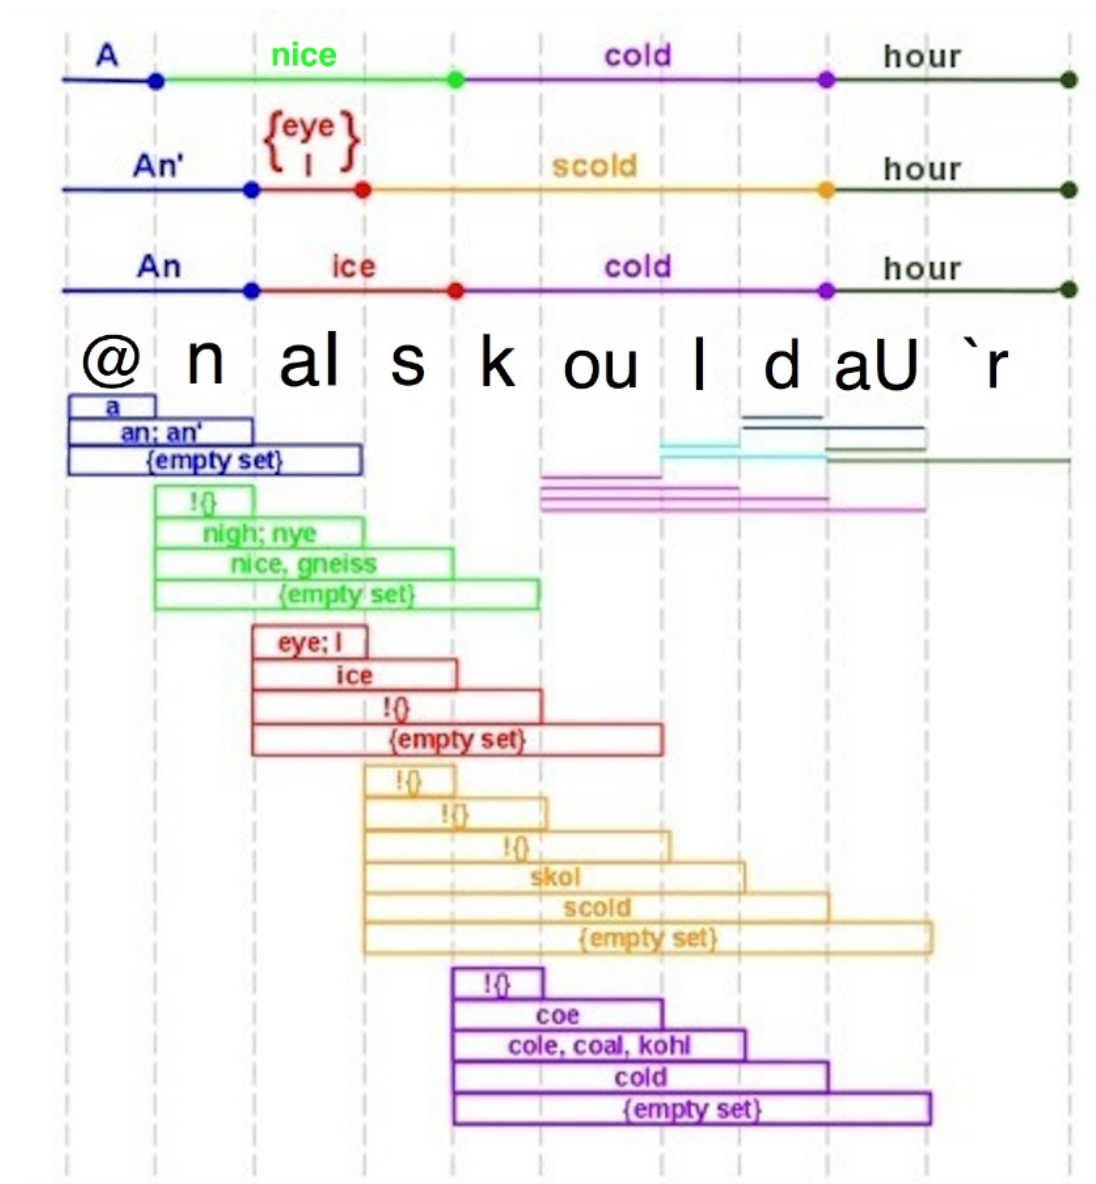 A nice cold hour
{eye
I}
An' scold hour
An ice cold hour
@ n aI s k ou l d aU `r
a
an; an'
{empty set}
!{}
nigh; nye
nice, gneiss
{empty set}
eye; I
ice
!{}
{empty set}
!{}
!{}
!{}
skol
scold
{empty set}
!{}
coe
cole, coal, kohl
cold
{empty set}